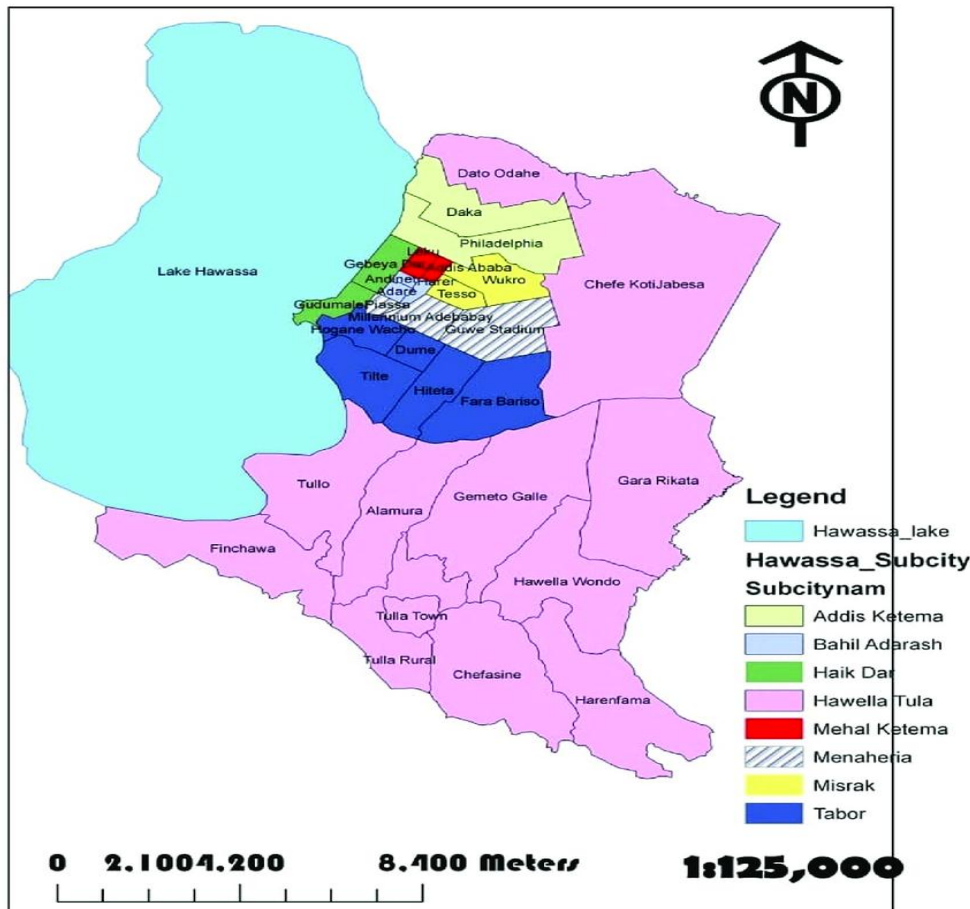 N
Dato Odahe
Daka
Philadelphia
Lake Hawassa
Gebeya
Addis Ababa
Wukro
Chefe KotiJabesa
Andinet
Harer
Adare
Tesso
Gudumale
Piassa
Millennium Adebabay
Hogane Wacho
Guwe Stadium
Dume
Tilte
Hiteta
Fara Bariso
Tullo
Alamura
Gemeto Galle
Gara Rikata
Finchawa
Hawella Wondo
Tulla Town
Tulla Rural
Chefasine
Harenfama
Legend
Hawassa_lake
Hawassa_Subcity
Subcitynam
Addis Ketema
Bahil Adarash
Haik Dar
Hawella Tula
Mehal Ketema
Menaheria
Misrak
Tabor
0 2.1004.200 8.400 Meters
1:125,000